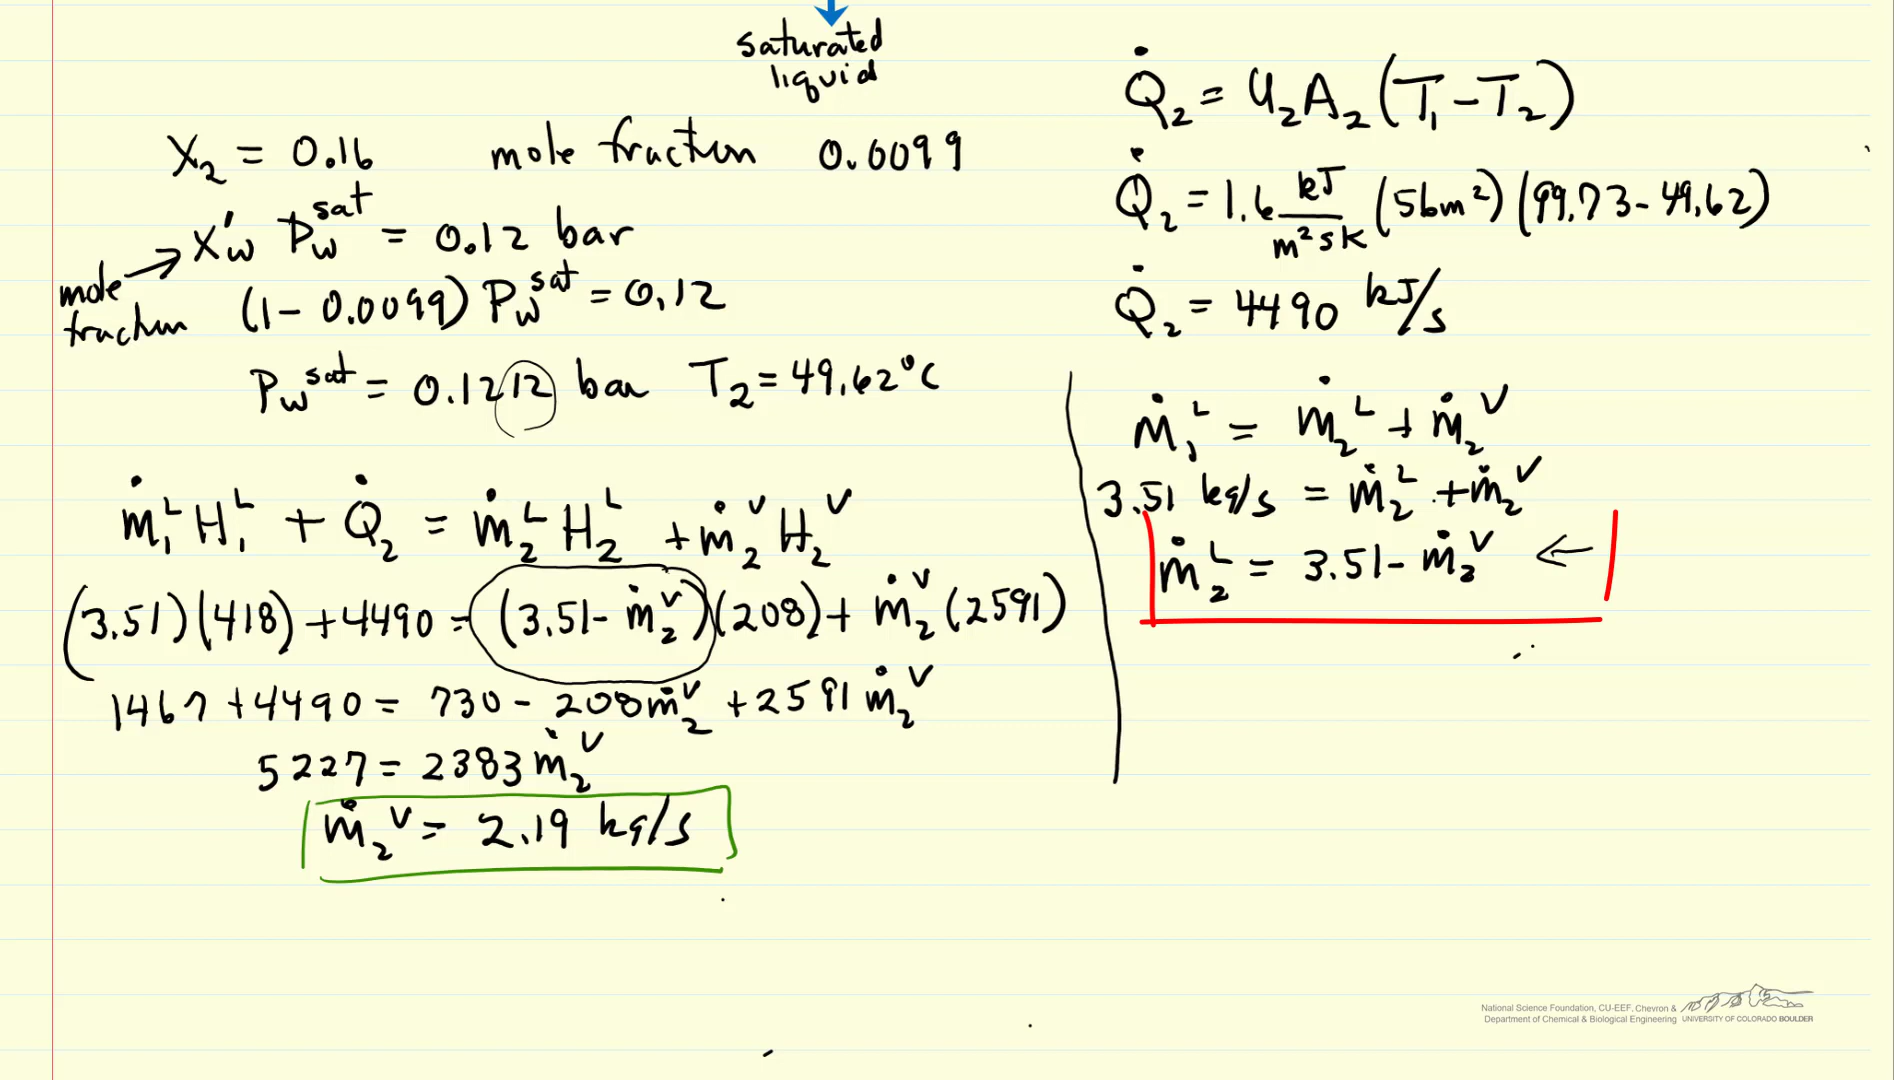 saturated
liquid
X₂ = 0.16 mole fraction 0.0099
mole fraction → X'w Pw^sat = 0.12 bar
(1 - 0.0099) Pw^sat = 0.12
Pw^sat = 0.1212 bar T₂ = 49.62°C
ṁ₁^L H₁^L + Q̇₂ = ṁ₂^L H₂^L + ṁ₂^V H₂^V
(3.51)(418) + 4490 = (3.51 - ṁ₂^V)(208) + ṁ₂^V (2591)
1467 + 4490 = 730 - 208 ṁ₂^V + 2591 ṁ₂^V
5227 = 2383 ṁ₂^V
ṁ₂^V = 2.19 kg/s
Q̇₂ = U₂A₂(T₁ - T₂)
Q̇₂ = 1.6 kJ/m² s K (56m²)(99.73 - 49.62)
Q̇₂ = 4490 kJ/s
ṁ₁^L = ṁ₂^L + ṁ₂^V
3.51 kg/s = ṁ₂^L + ṁ₂^V
ṁ₂^L = 3.51 - ṁ₂^V ←
National Science Foundation, CU-EEF, Chevron &
Department of Chemical & Biological Engineering UNIVERSITY OF COLORADO BOULDER